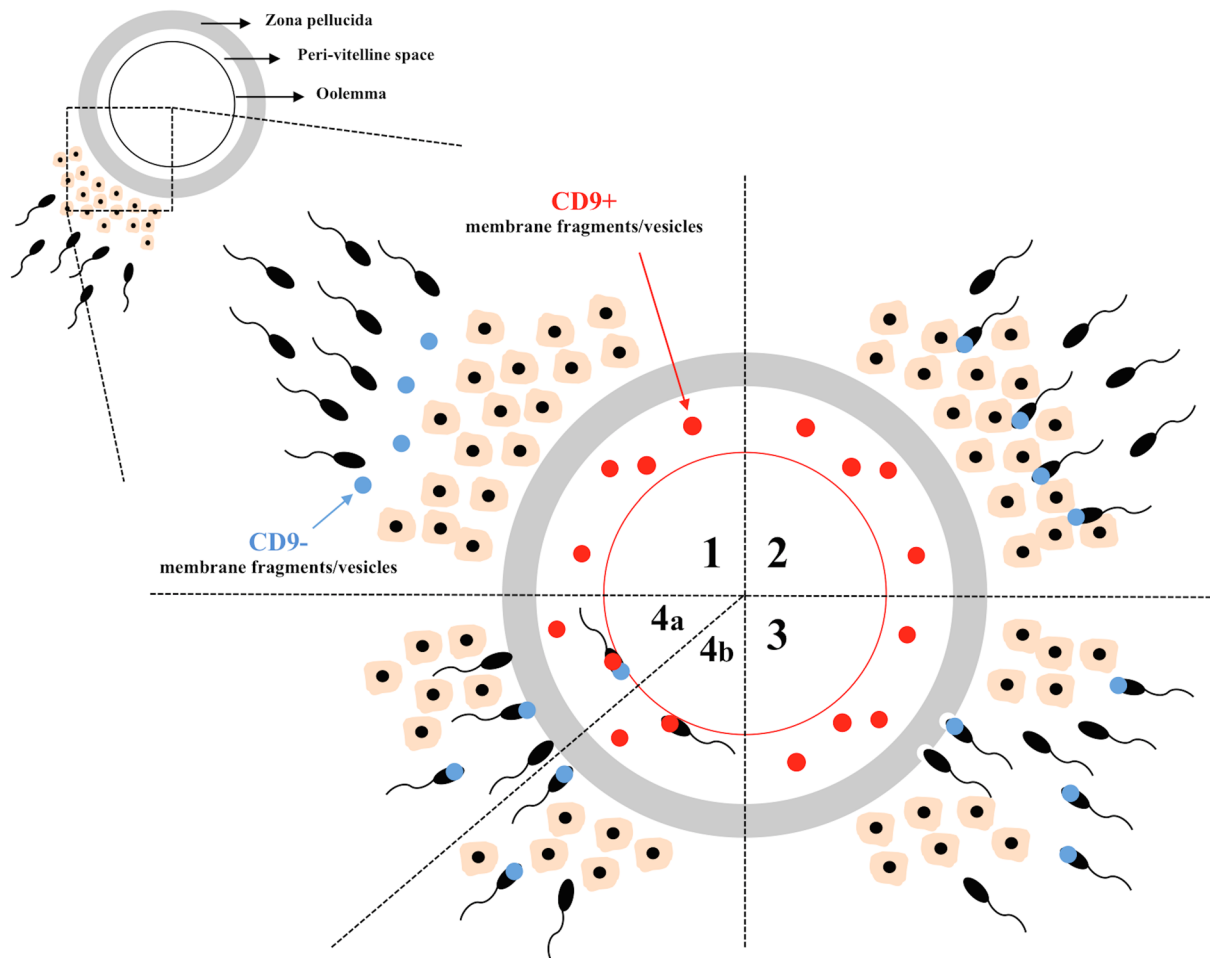 Zona pellucida
Peri-vitelline space
Oolemma
CD9+
membrane fragments/vesicles
CD9-
membrane fragments/vesicles
1
2
4a
4b
3